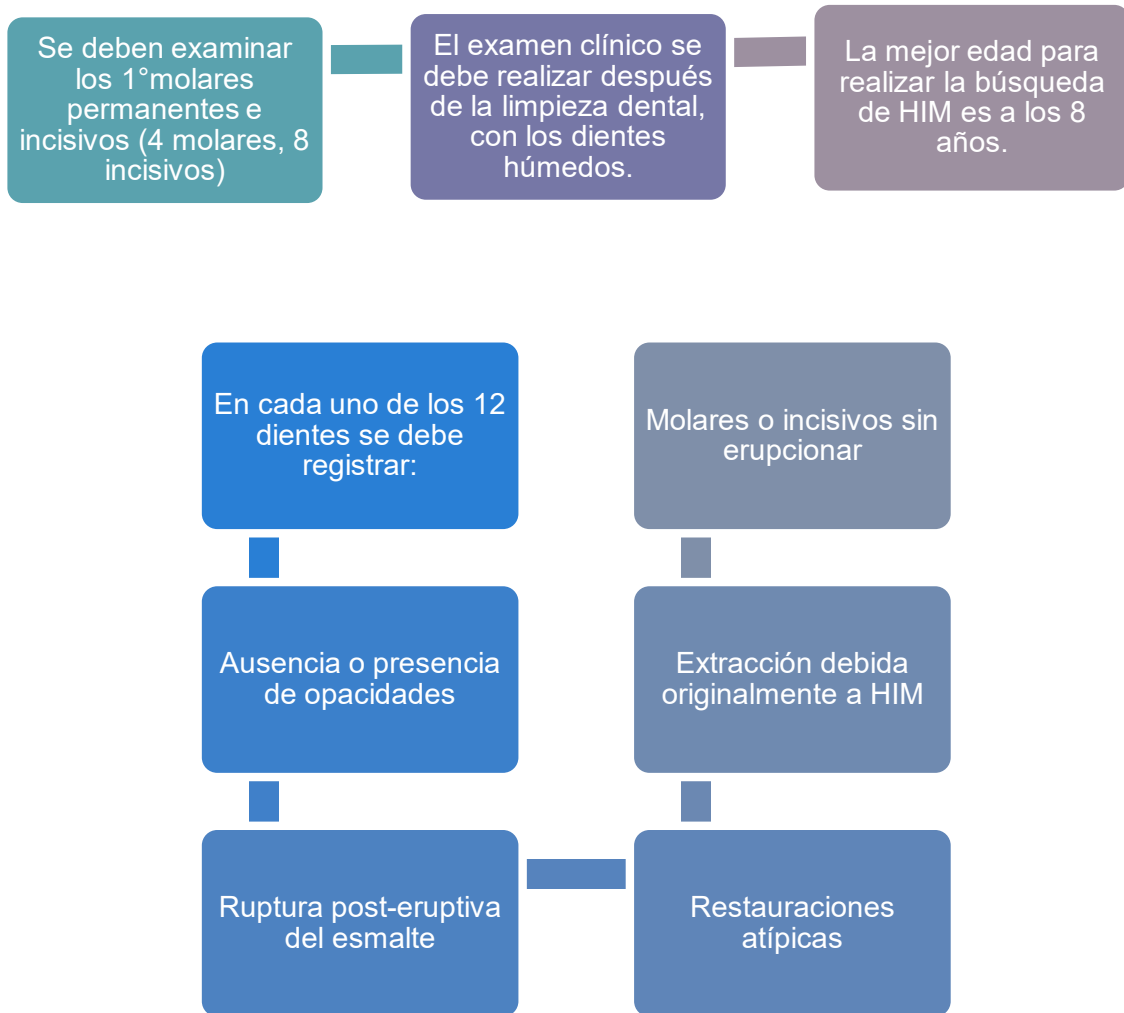 Se deben examinar
los 1°molares
permanentes e
incisivos (4 molares, 8
incisivos)
El examen clínico se
debe realizar después
de la limpieza dental,
con los dientes
húmedos.
La mejor edad para
realizar la búsqueda
de HIM es a los 8
años.
En cada uno de los 12
dientes se debe
registrar:
Ausencia o presencia
de opacidades
Ruptura post-eruptiva
del esmalte
Restauraciones
atípicas
Extracción debida
originalmente a HIM
Molares o incisivos sin
erupcionar